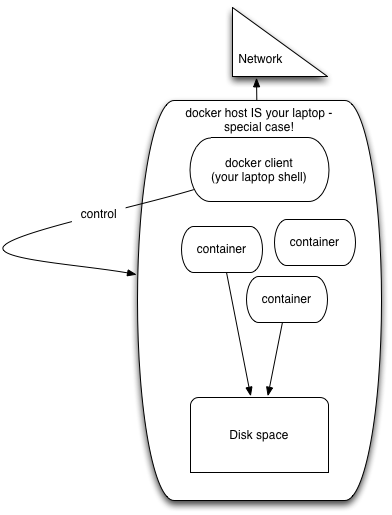 Network
docker host IS your laptop -
special case!
docker client
(your laptop shell)
control
container
container
container
Disk space